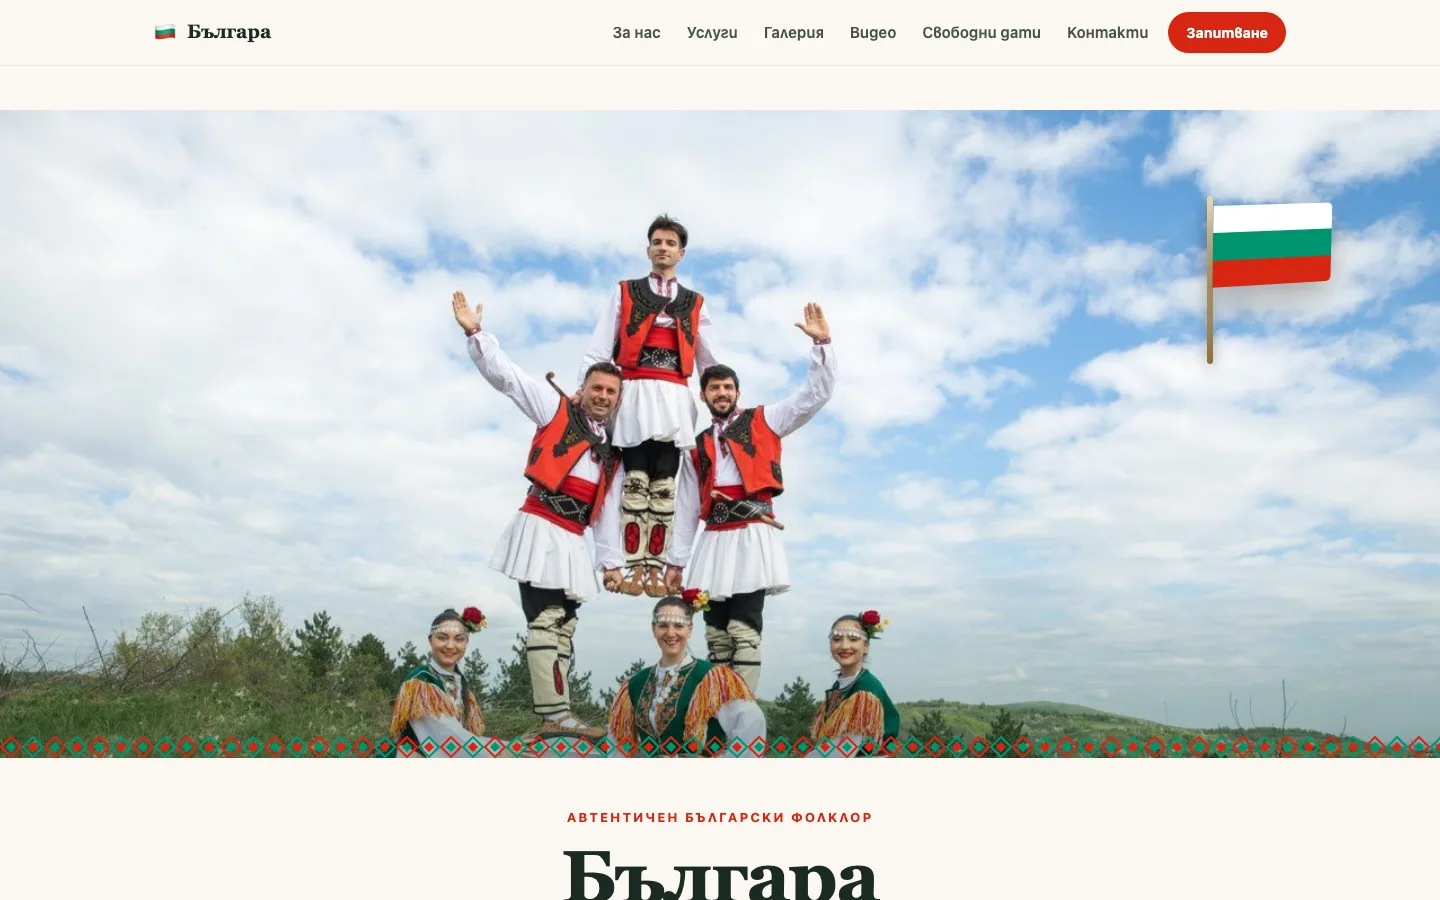 Българа
За нас
Услуги
Галерия
Видео
Свободни дати
Контакти
Запитване
АВТЕНТИЧЕН БЪЛГАРСКИ ФОЛКЛОР
Българа